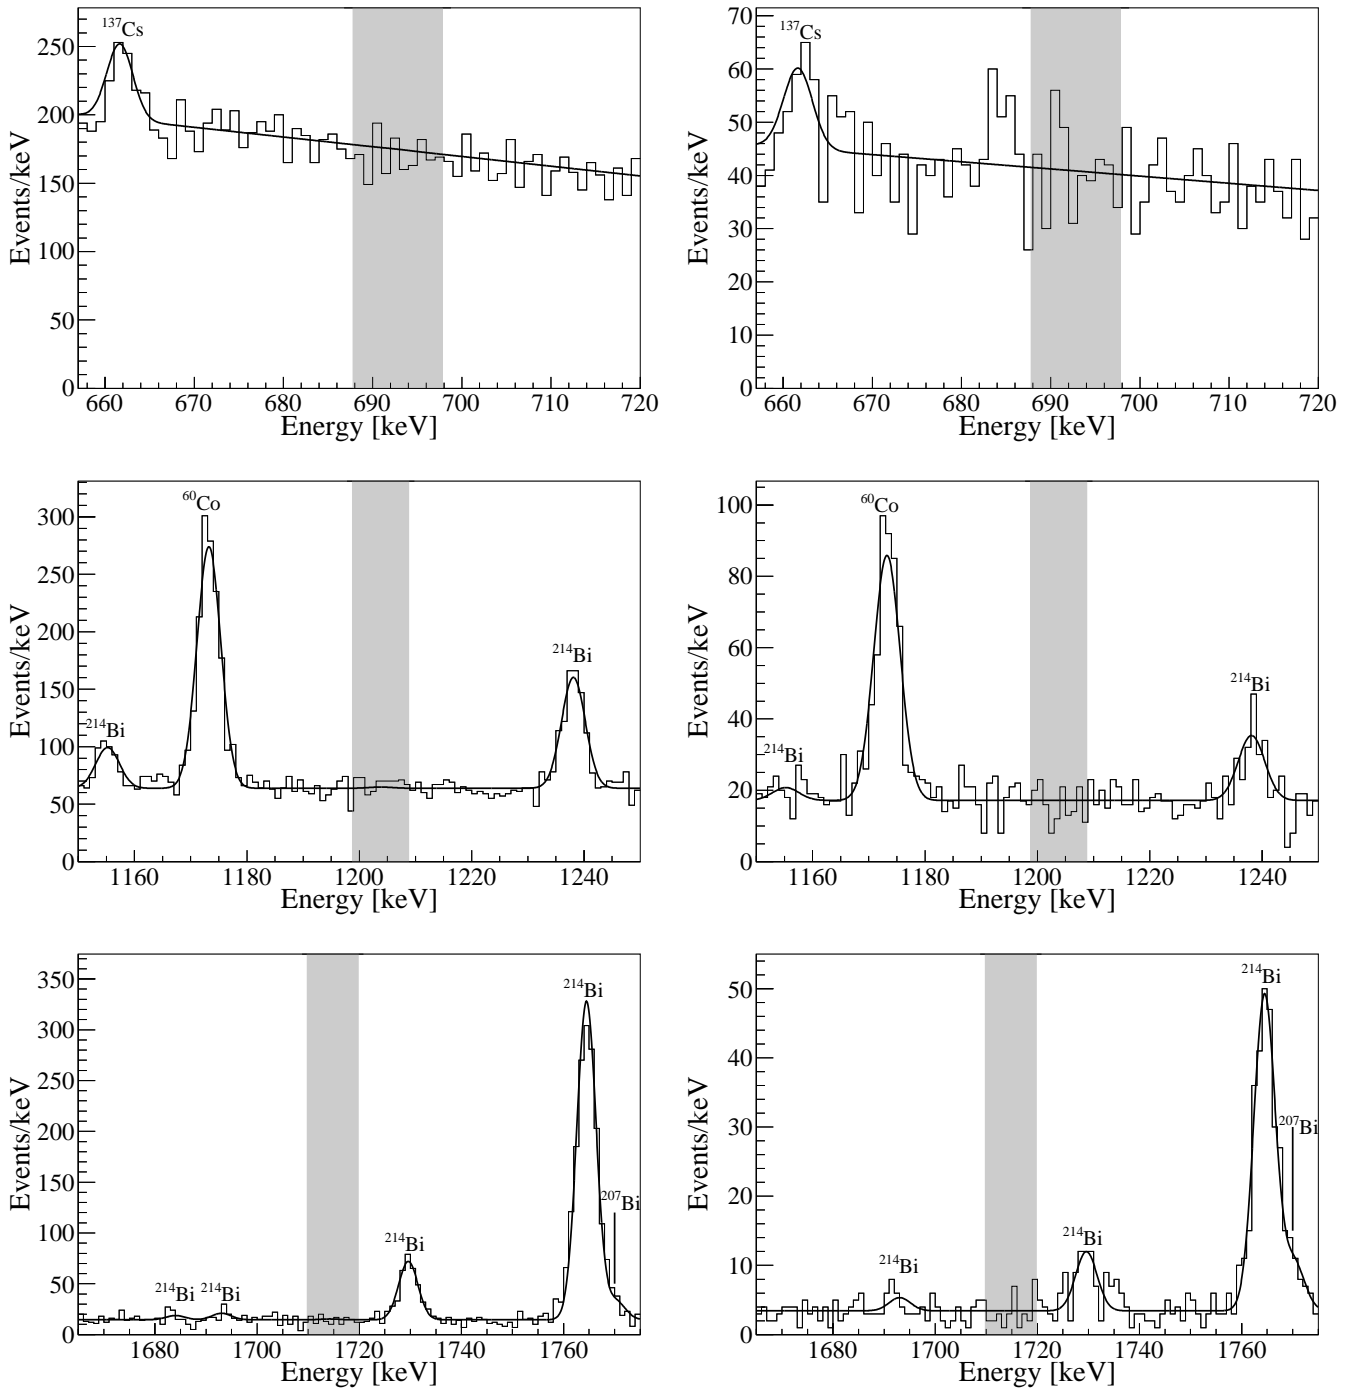 ¹³⁷Cs
250
200
150
100
50
0
Events/keV
660 670 680 690 700 710 720
Energy [keV]
¹³⁷Cs
70
60
50
40
30
20
10
0
Events/keV
660 670 680 690 700 710 720
Energy [keV]
⁶⁰Co
²¹⁴Bi
²¹⁴Bi
300
250
200
150
100
50
0
Events/keV
1160 1180 1200 1220 1240
Energy [keV]
⁶⁰Co
²¹⁴Bi
²¹⁴Bi
100
80
60
40
20
0
Events/keV
1160 1180 1200 1220 1240
Energy [keV]
²¹⁴Bi
²⁰⁷Bi
²¹⁴Bi
²¹⁴Bi ²¹⁴Bi
350
300
250
200
150
100
50
0
Events/keV
1680 1700 1720 1740 1760
Energy [keV]
²¹⁴Bi
²⁰⁷Bi
²¹⁴Bi
²¹⁴Bi
50
40
30
20
10
0
Events/keV
1680 1700 1720 1740 1760
Energy [keV]